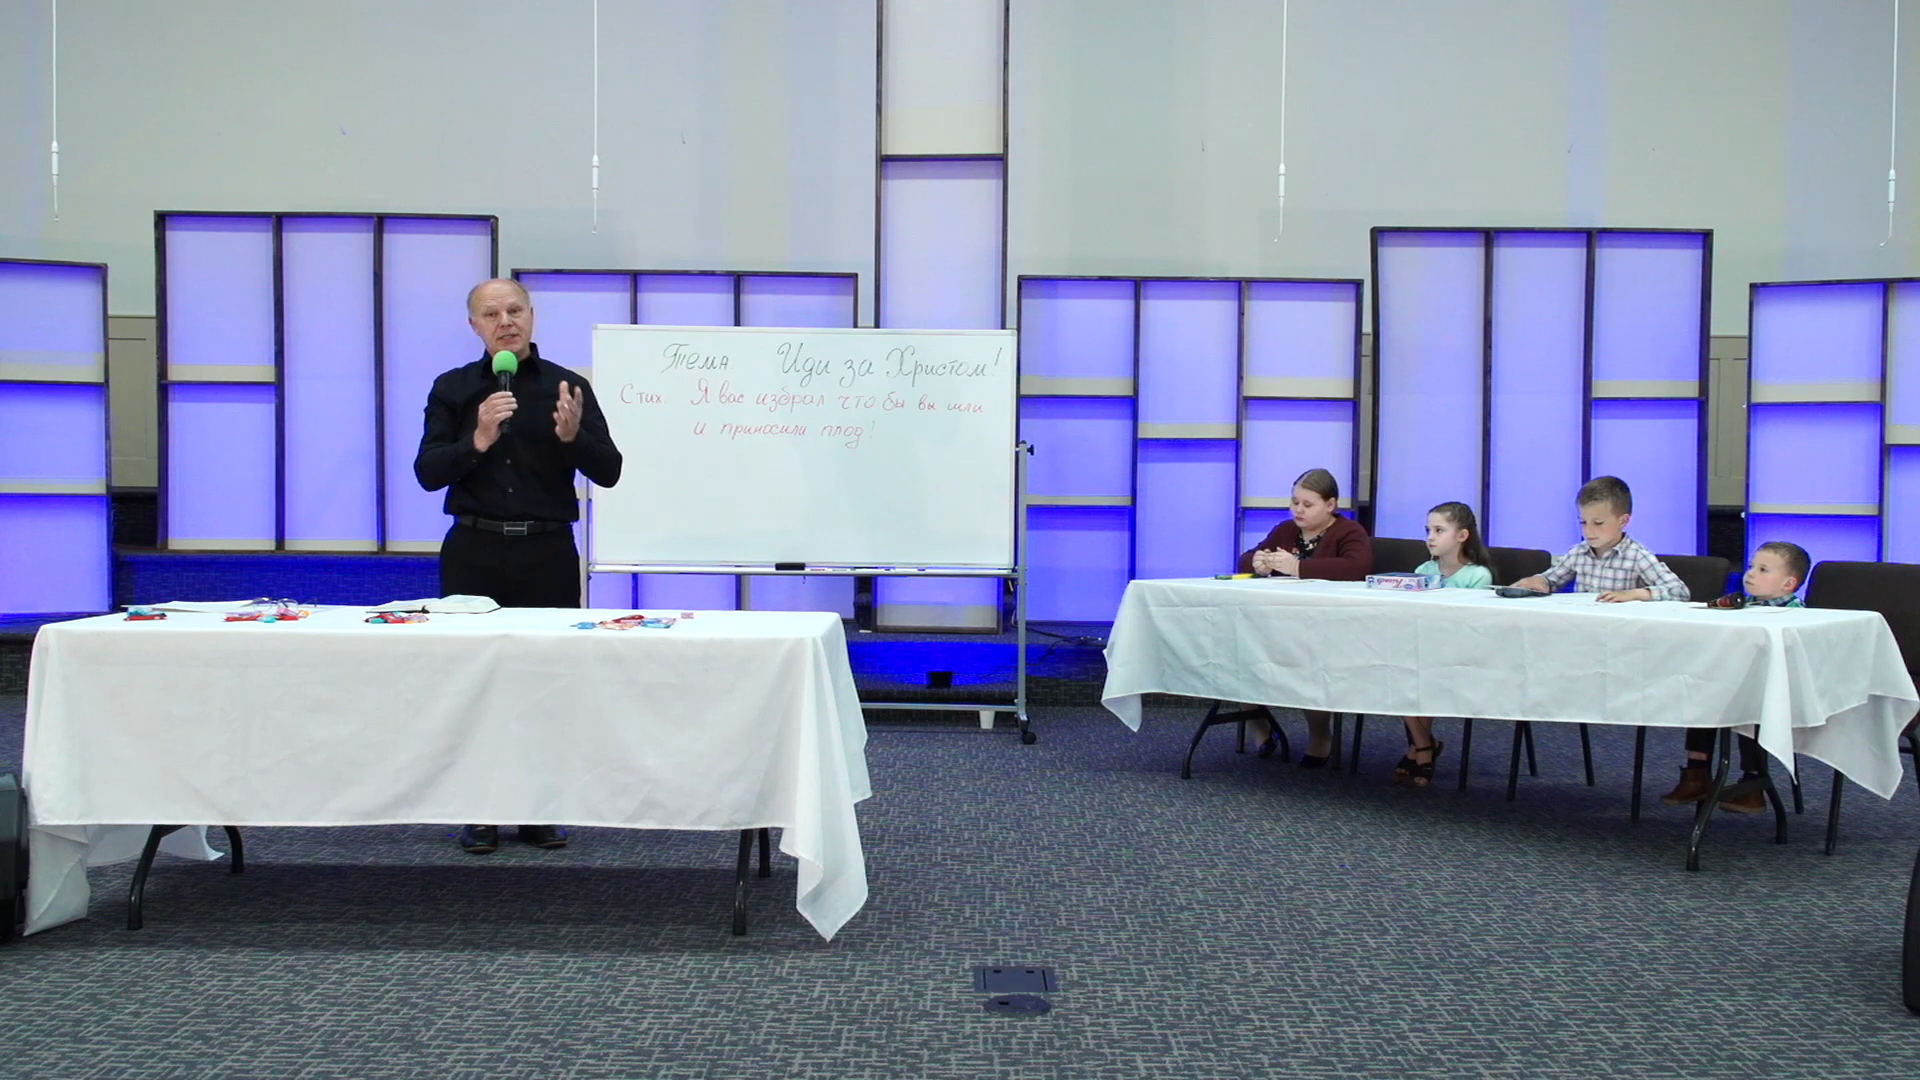 Тема. Иди за Христом!
Стих. Я вас избрал что бы вы шли
и приносили плод!